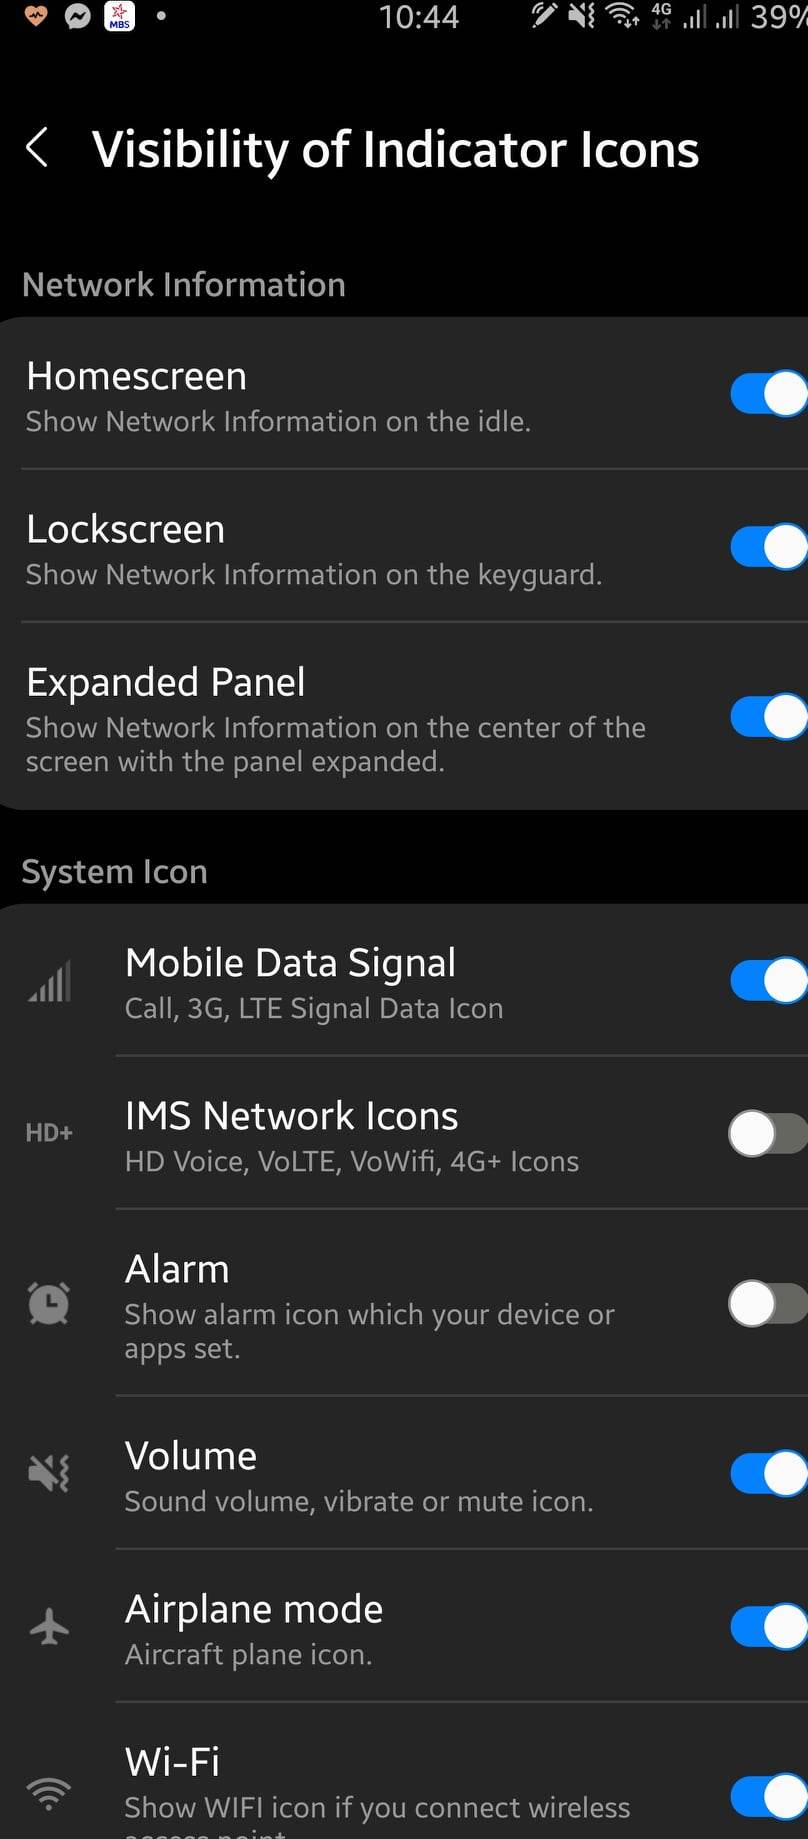 MBS
10:44
4G
39%
Visibility of Indicator Icons
Network Information
Homescreen
Show Network Information on the idle.
Lockscreen
Show Network Information on the keyguard.
Expanded Panel
Show Network Information on the center of the
screen with the panel expanded.
System Icon
Mobile Data Signal
Call, 3G, LTE Signal Data Icon
HD+
IMS Network Icons
HD Voice, VoLTE, VoWifi, 4G+ Icons
Alarm
Show alarm icon which your device or
apps set.
Volume
Sound volume, vibrate or mute icon.
Airplane mode
Aircraft plane icon.
Wi-Fi
Show WIFI icon if you connect wireless
access point.